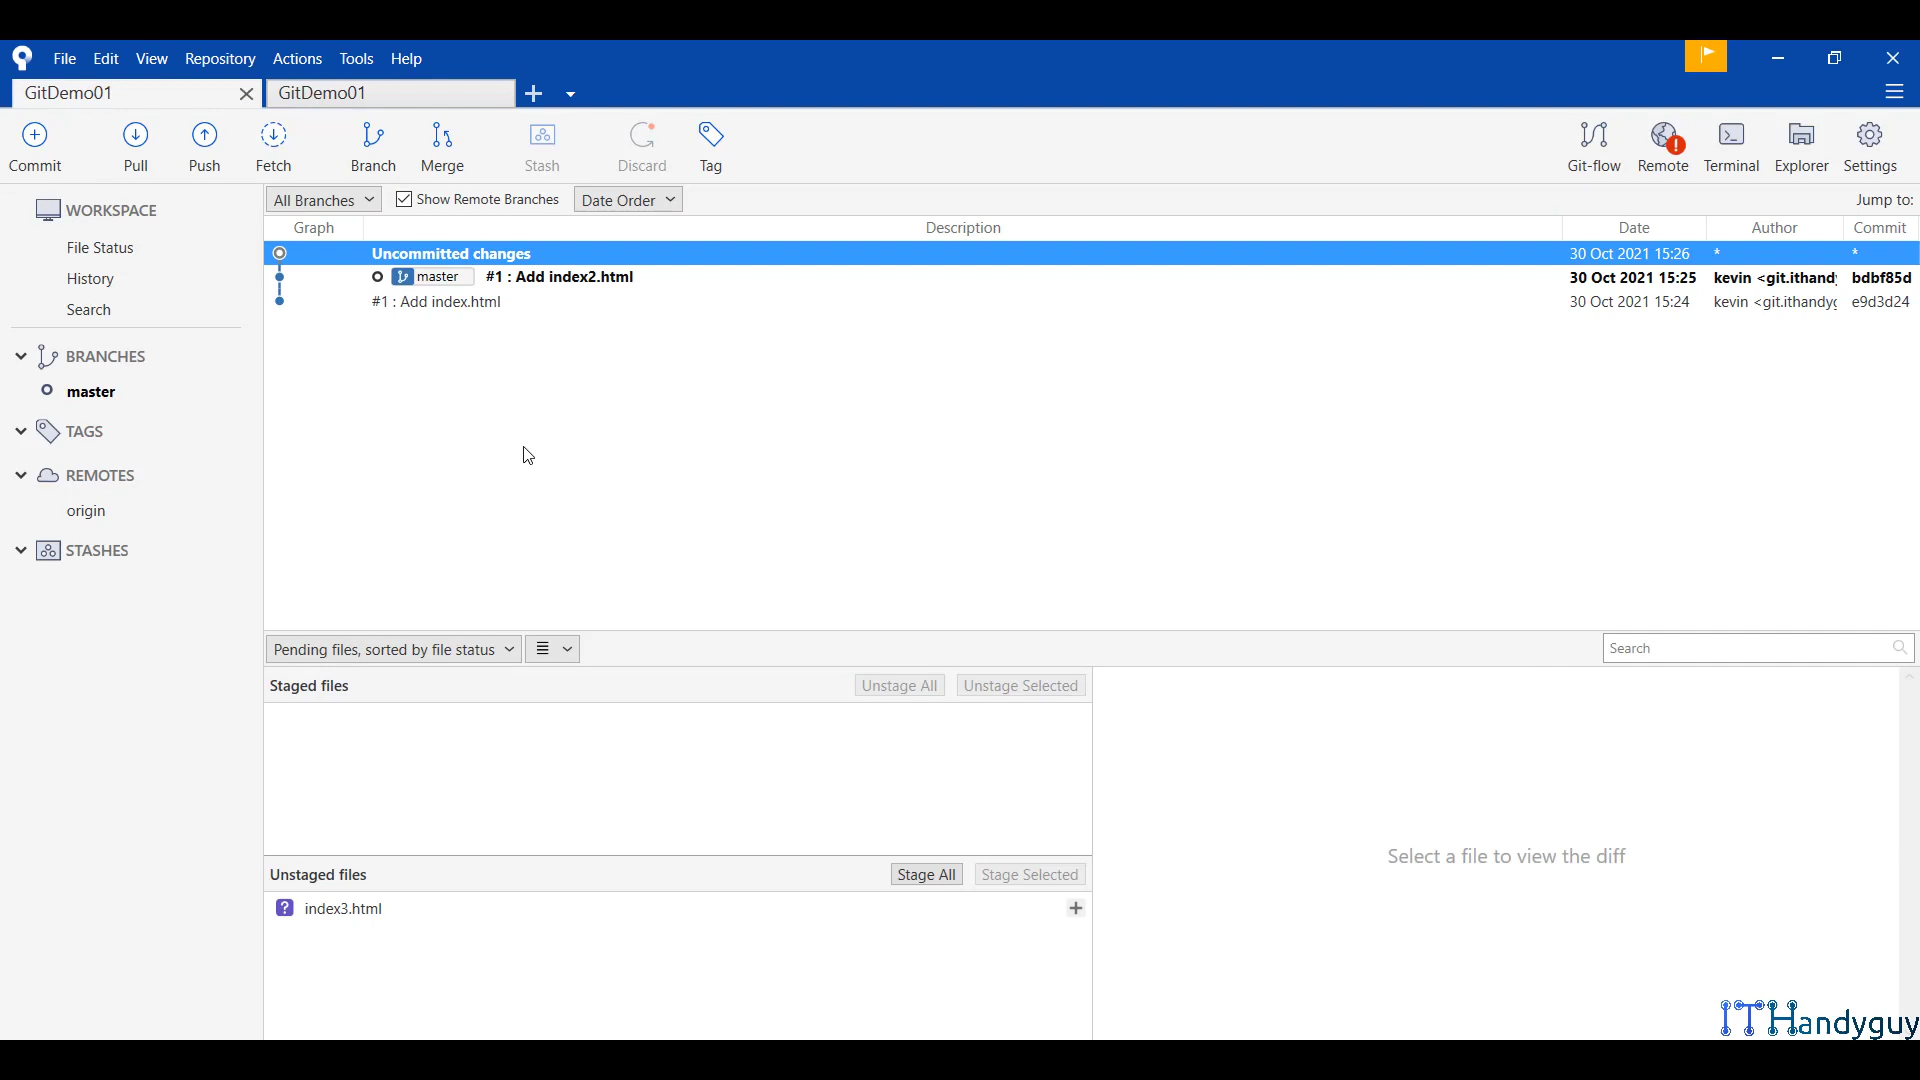 File Edit View Repository Actions Tools Help
GitDemo01 GitDemo01
Commit Pull Push Fetch Branch Merge Stash Discard Tag Git-flow Remote Terminal Explorer Settings
WORKSPACE
File Status
History
Search
BRANCHES
master
TAGS
REMOTES
origin
STASHES
All Branches Show Remote Branches Date Order Jump to:
Graph Description Date Author Commit
Uncommitted changes 30 Oct 2021 15:26 * *
master #1 : Add index2.html 30 Oct 2021 15:25 kevin <git.ithandy bdbf85d
#1 : Add index.html 30 Oct 2021 15:24 kevin <git.ithandyg e9d3d24
Pending files, sorted by file status Search
Staged files Unstage All Unstage Selected
Unstaged files Stage All Stage Selected
? index3.html +
Select a file to view the diff
ITHandyguy